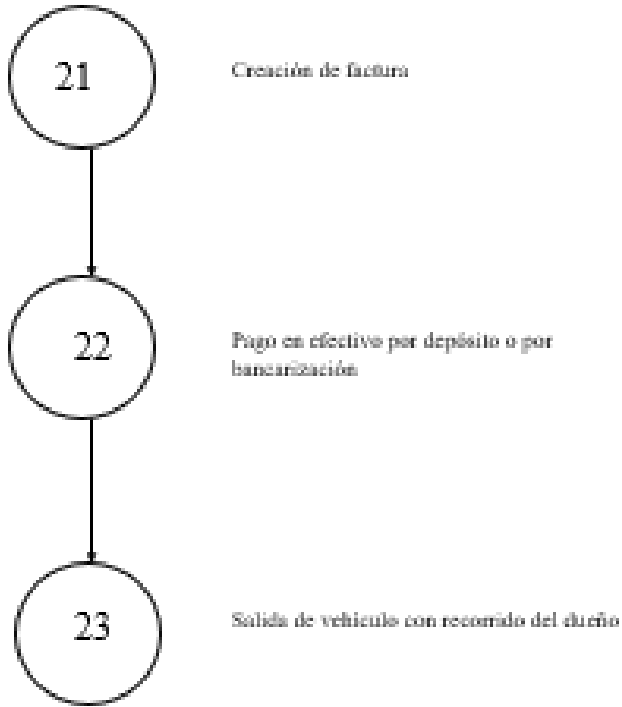 21
Creación de factura
22
Pago en efectivo por depósito o por
bancarización
23
Salida de vehículo con recorrido del dueño